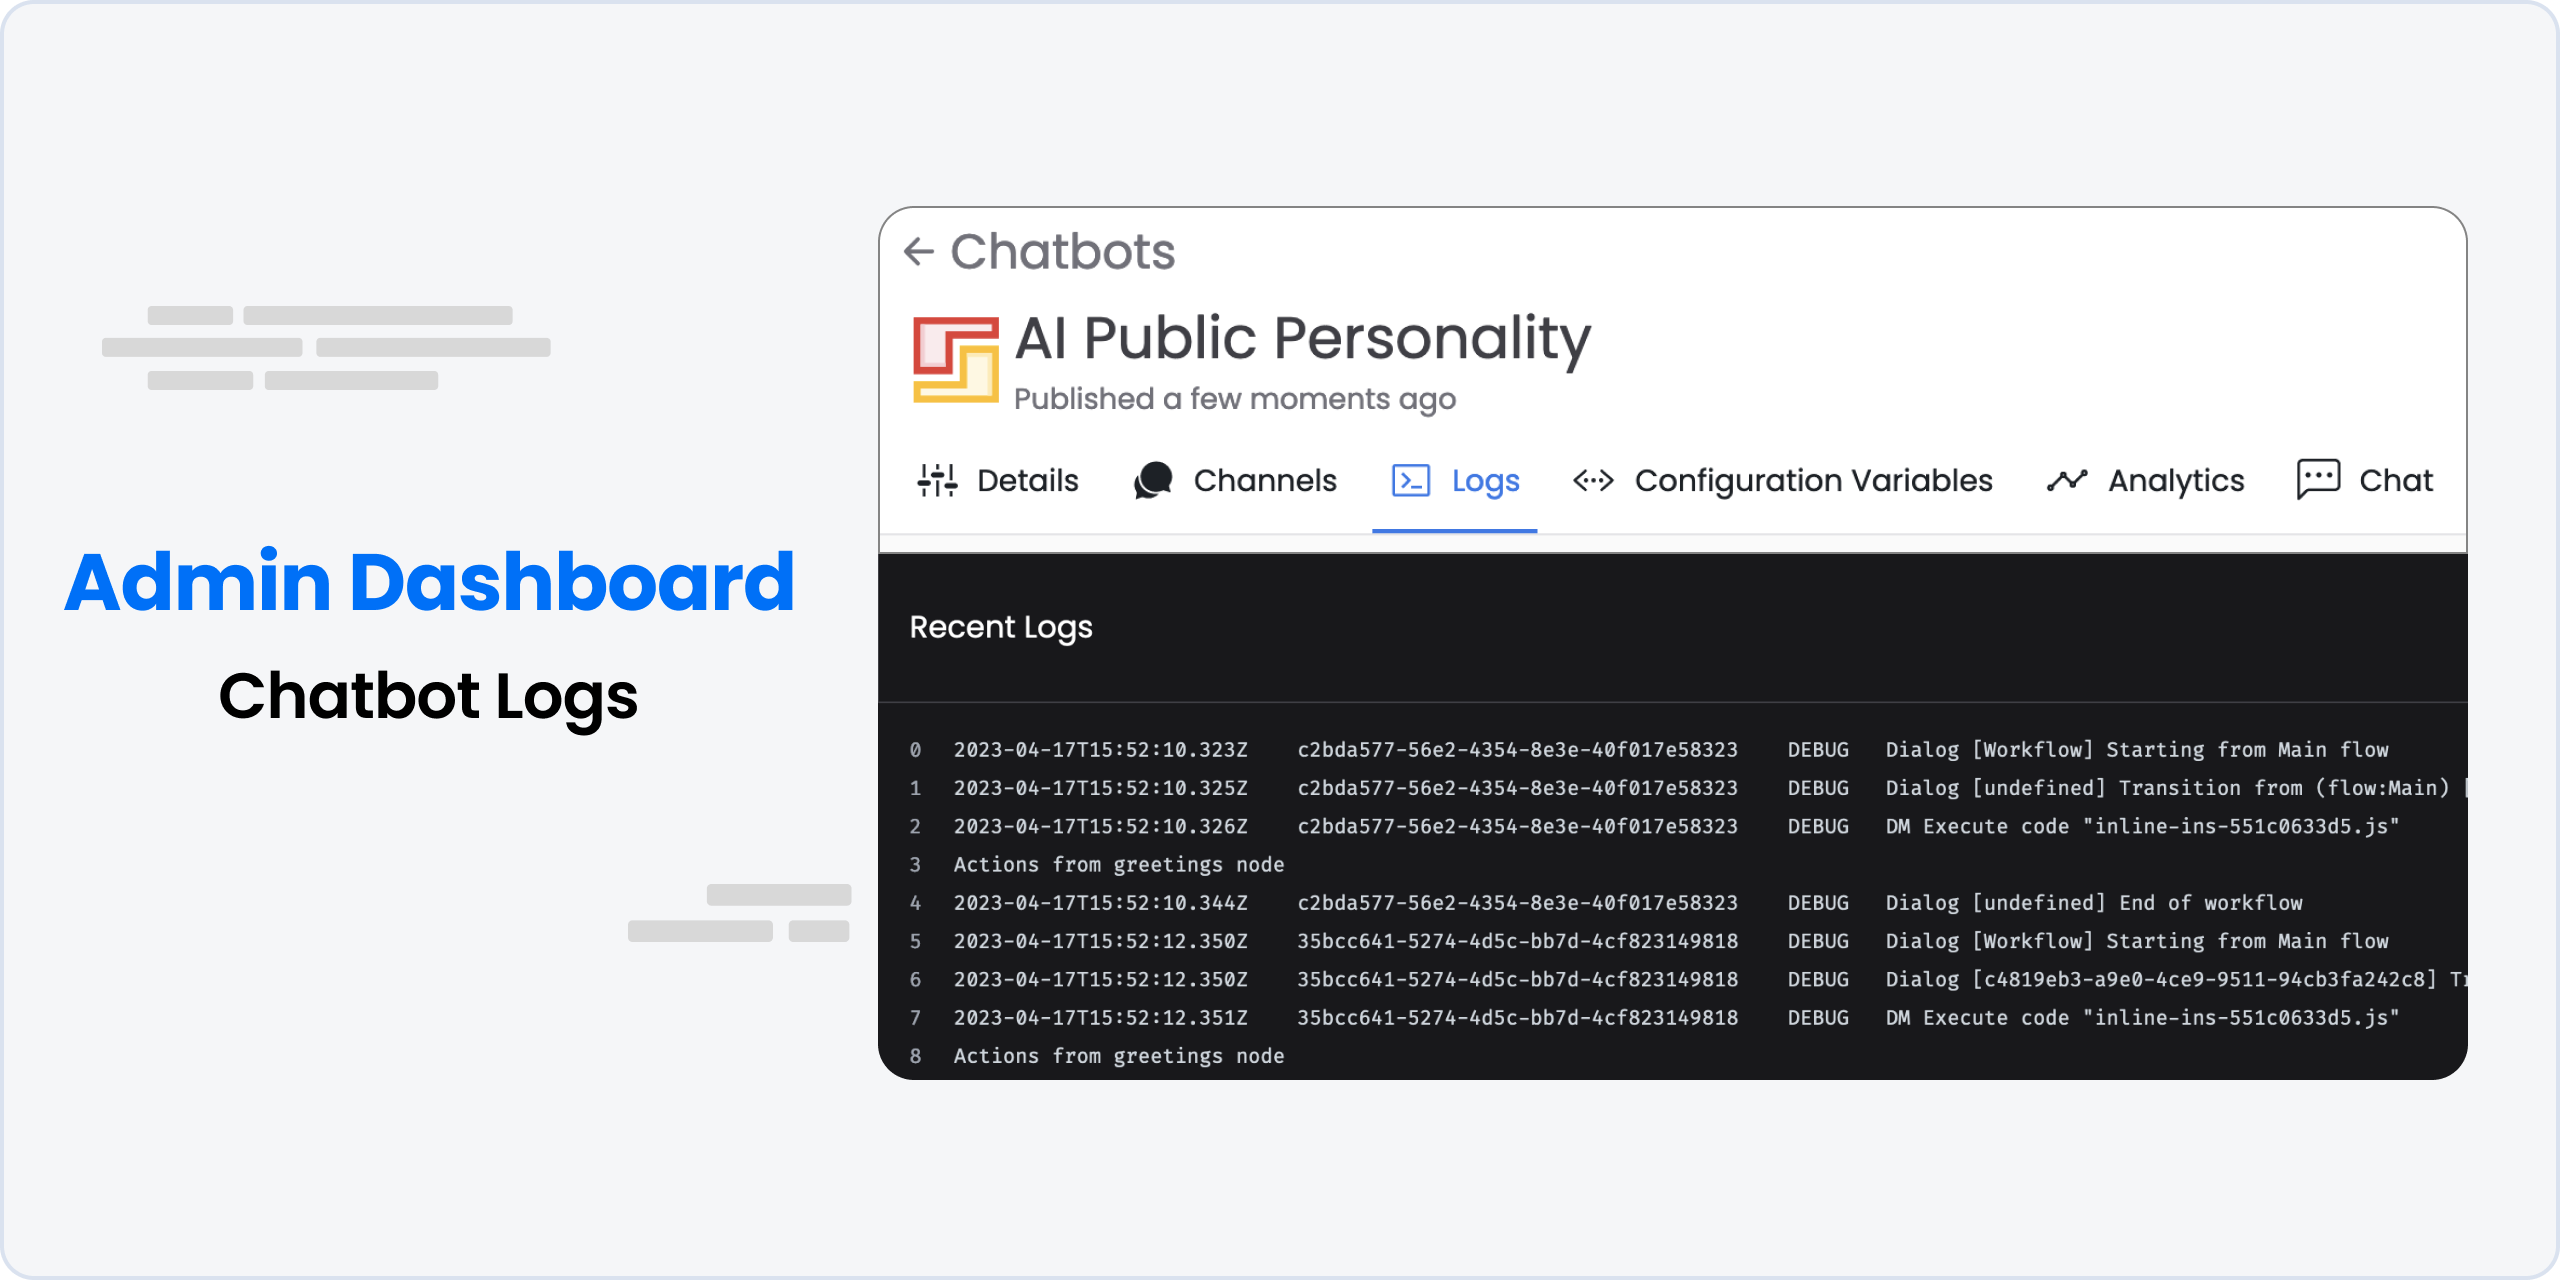 Admin Dashboard
Chatbot Logs
Chatbots
AI Public Personality
Published a few moments ago
Details Channels Logs Configuration Variables Analytics Chat
Recent Logs
0 2023-04-17T15:52:10.323Z c2bda577-56e2-4354-8e3e-40f017e58323 DEBUG Dialog [Workflow] Starting from Main flow
1 2023-04-17T15:52:10.325Z c2bda577-56e2-4354-8e3e-40f017e58323 DEBUG Dialog [undefined] Transition from (flow:Main) [
2 2023-04-17T15:52:10.326Z c2bda577-56e2-4354-8e3e-40f017e58323 DEBUG DM Execute code "inline-ins-551c0633d5.js"
3 Actions from greetings node
4 2023-04-17T15:52:10.344Z c2bda577-56e2-4354-8e3e-40f017e58323 DEBUG Dialog [undefined] End of workflow
5 2023-04-17T15:52:12.350Z 35bcc641-5274-4d5c-bb7d-4cf823149818 DEBUG Dialog [Workflow] Starting from Main flow
6 2023-04-17T15:52:12.350Z 35bcc641-5274-4d5c-bb7d-4cf823149818 DEBUG Dialog [c4819eb3-a9e0-4ce9-9511-94cb3fa242c8]
7 2023-04-17T15:52:12.351Z 35bcc641-5274-4d5c-bb7d-4cf823149818 DEBUG DM Execute code "inline-ins-551c0633d5.js"
8 Actions from greetings node